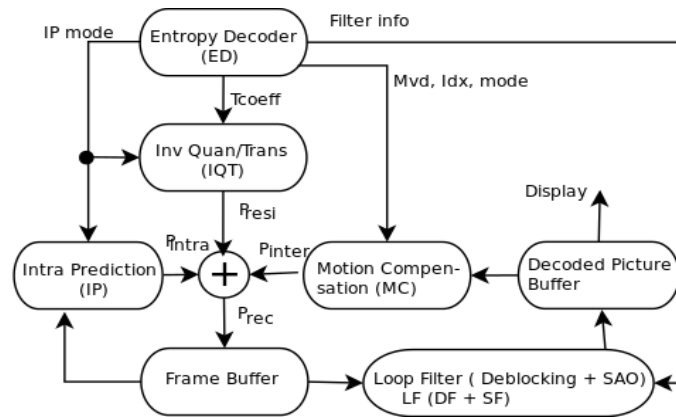 Filter info
IP mode
Entropy Decoder
(ED)
Mvd, Idx, mode
Tcoeff
Inv Quan/Trans
(IQT)
Presi
Display
Pintra
Pinter
Intra Prediction
(IP)
+
Motion Compen-
sation (MC)
Decoded Picture
Buffer
Prec
Frame Buffer
Loop Filter ( Deblocking + SAO)
LF (DF + SF)